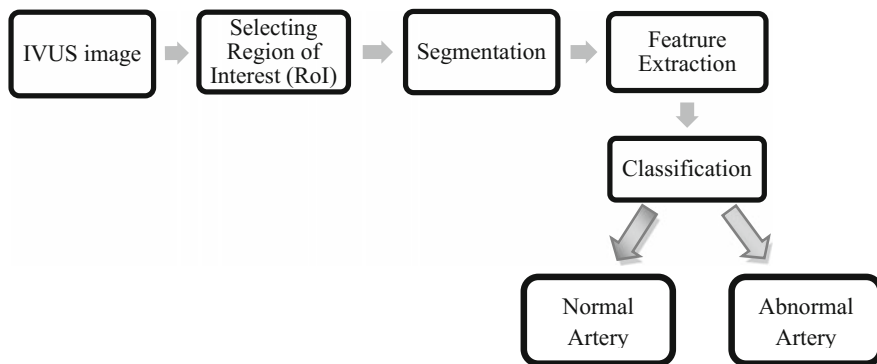 IVUS image
Selecting
Region of
Interest (RoI)
Segmentation
Featrure
Extraction
Classification
Normal
Artery
Abnormal
Artery